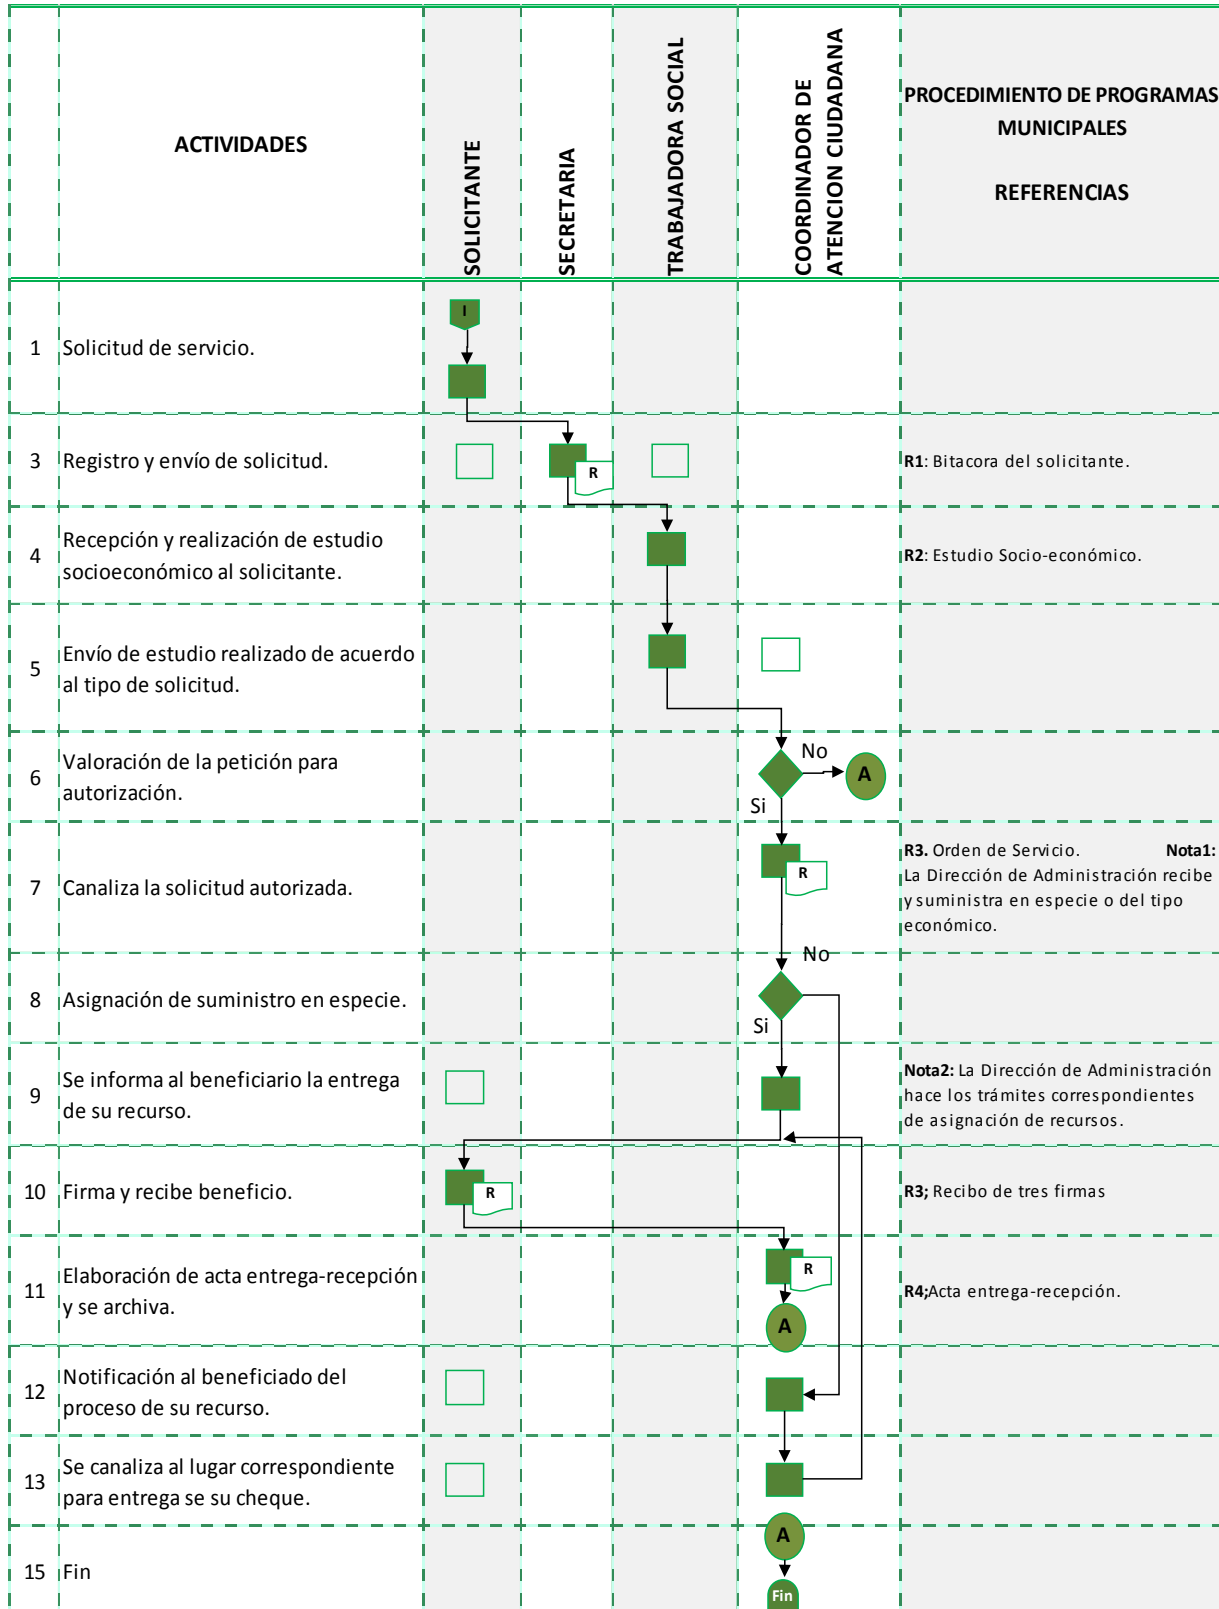 ACTIVIDADES
SOLICITANTE
SECRETARIA
TRABAJADORA SOCIAL
COORDINADOR DE
ATENCION CIUDADANA
PROCEDIMIENTO DE PROGRAMAS
MUNICIPALES
REFERENCIAS
I
1 Solicitud de servicio.
3 Registro y envío de solicitud.
R
R1: Bitacora del solicitante.
4 Recepción y realización de estudio
socioeconómico al solicitante.
R2: Estudio Socio-económico.
5 Envío de estudio realizado de acuerdo
al tipo de solicitud.
6 Valoración de la petición para
autorización.
No
A
Si
7 Canaliza la solicitud autorizada.
R
R3. Orden de Servicio. Nota1:
La Dirección de Administración recibe
y suministra en especie o del tipo
económico.
No
8 Asignación de suministro en especie.
Si
9 Se informa al beneficiario la entrega
de su recurso.
Nota2: La Dirección de Administración
hace los trámites correspondientes
de asignación de recursos.
10 Firma y recibe beneficio.
R
R3; Recibo de tres firmas
11 Elaboración de acta entrega-recepción
y se archiva.
R
A
R4;Acta entrega-recepción.
12 Notificación al beneficiado del
proceso de su recurso.
13 Se canaliza al lugar correspondiente
para entrega se su cheque.
A
15 Fin
Fin